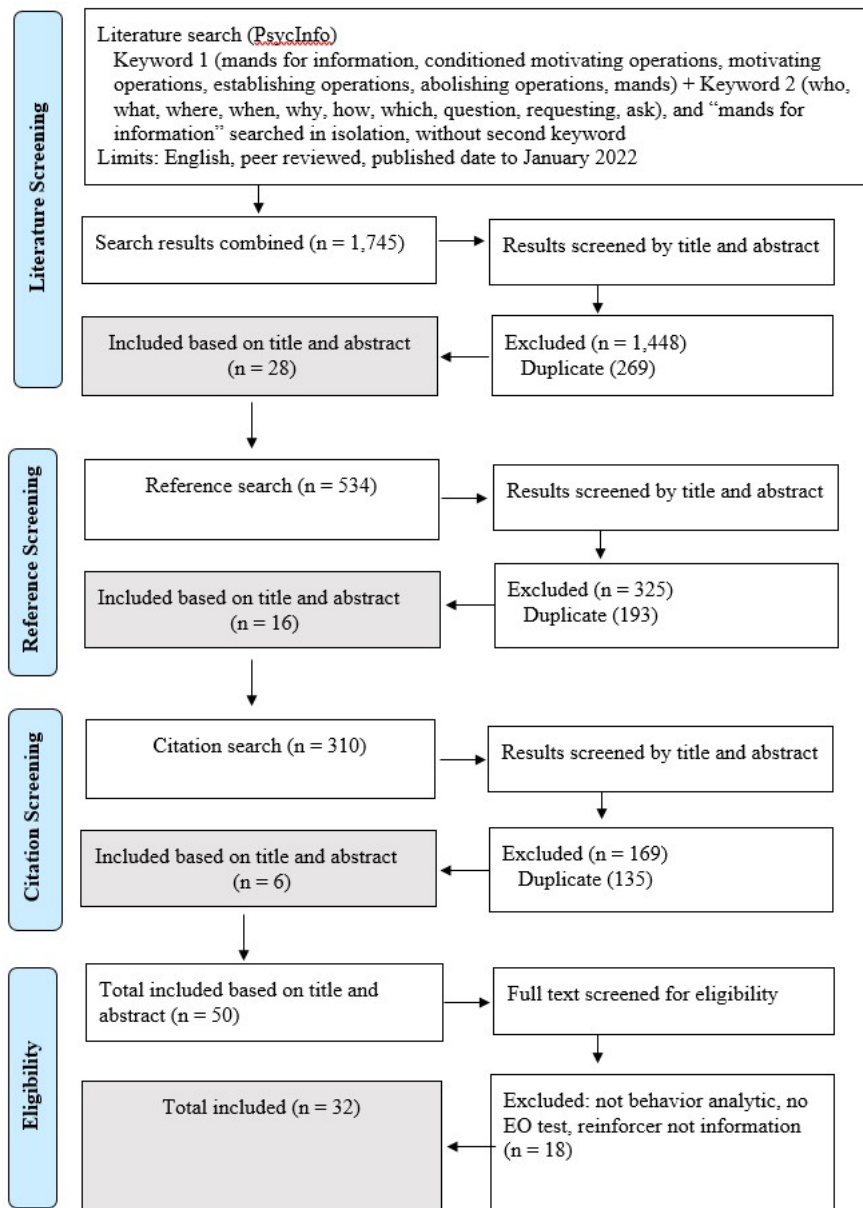 Literature Screening
Literature search (PsycInfo)
Keyword 1 (mands for information, conditioned motivating operations, motivating
operations, establishing operations, abolishing operations, mands) + Keyword 2 (who,
what, where, when, why, how, which, question, requesting, ask), and “mands for
information” searched in isolation, without second keyword
Limits: English, peer reviewed, published date to January 2022
Search results combined (n = 1,745)
Results screened by title and abstract
Included based on title and abstract
(n = 28)
Excluded (n = 1,448)
Duplicate (269)
Reference Screening
Reference search (n = 534)
Results screened by title and abstract
Included based on title and abstract
(n = 16)
Excluded (n = 325)
Duplicate (193)
Citation Screening
Citation search (n = 310)
Results screened by title and abstract
Included based on title and abstract
(n = 6)
Excluded (n = 169)
Duplicate (135)
Eligibility
Total included based on title and
abstract (n = 50)
Full text screened for eligibility
Total included (n = 32)
Excluded: not behavior analytic, no
EO test, reinforcer not information
(n = 18)